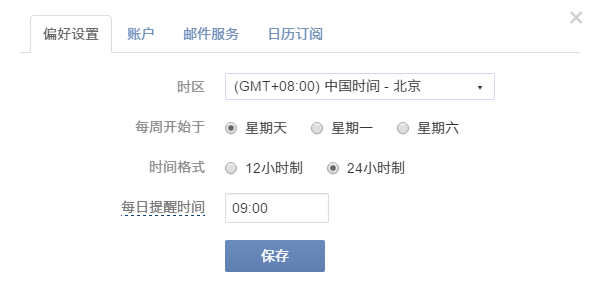 偏好设置 账户 邮件服务 日历订阅
时区 (GMT+08:00) 中国时间 - 北京
每周开始于 星期天 星期一 星期六
时间格式 12小时制 24小时制
每日提醒时间 09:00
保存